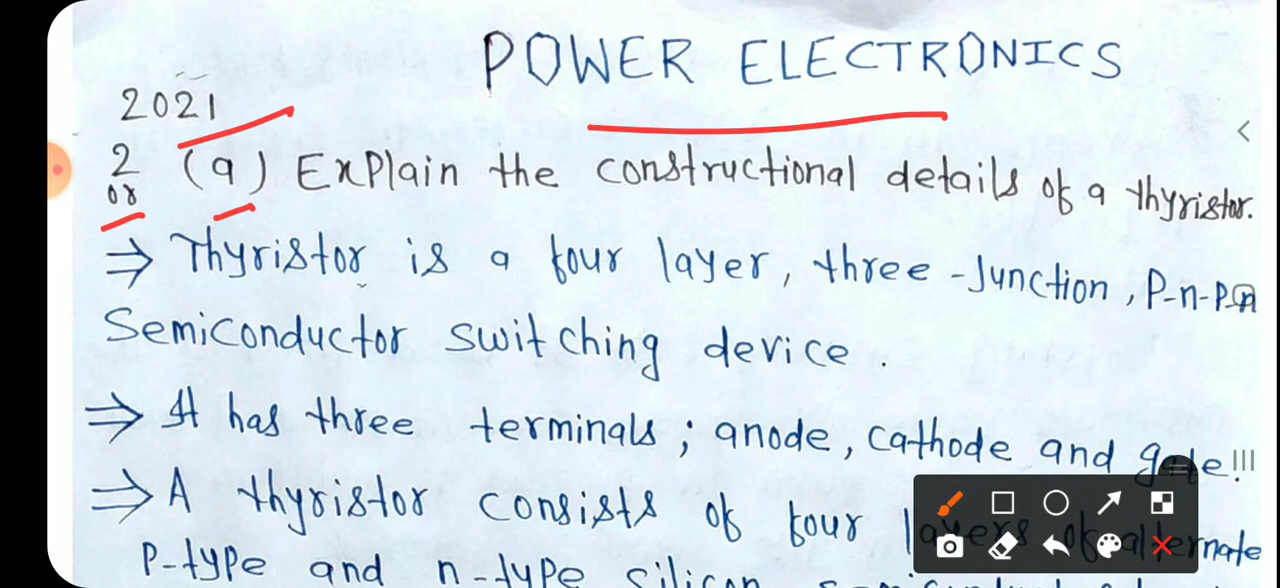 POWER ELECTRONICS
2021
2 (a) Explain the constructional details of a thyristor.
or
⇒ Thyristor is a four layer, three-Junction, P-n-P-n
Semiconductor switching device.
⇒ It has three terminals; anode, cathode and gate!!!
⇒ A thyristor consists of four layers of alternate
P-type and n-type silicon